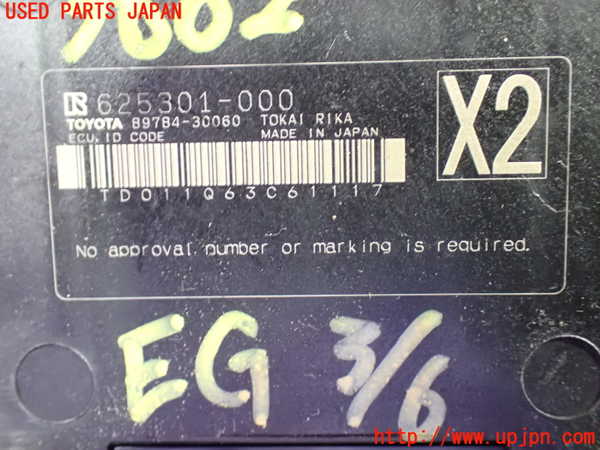 USED PARTS JAPAN
625301-000
TOYOTA 89784-30060 TOKAI RIKA
ECU, ID CODE MADE IN JAPAN
X2
TD011Q63C61117
No approval number or marking is required.
EG 3/6
http://www.upjpn.com/